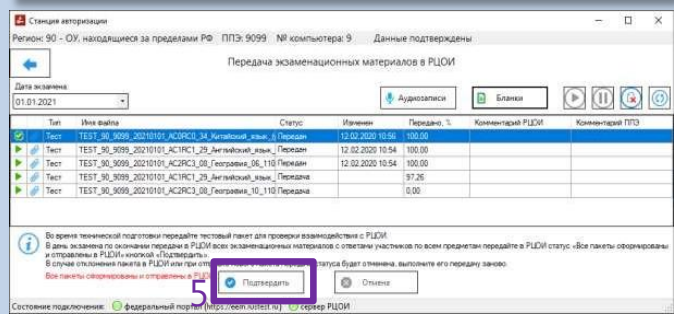 Станция авторизации
Регион: 90 - ОУ, находящиеся за пределами РФ ППЭ: 9099 № компьютера: 9 Данные подтверждены
Передача экзаменационных материалов в РЦОИ
Дата экзамена:
01.01.2021 Аудиозаписи Бланки
Тип Имя файла Статус Изменен Передано, % Комментарий РЦОИ Комментарий ППЭ
Тест TEST_90_9099_20210101_AC0RC0_34_Китайский_язык_ Передан 12.02.2020 10:56 100,00
Тест TEST_90_9099_20210101_AC1RC1_29_Английский_язык_ Передан 12.02.2020 10:54 100,00
Тест TEST_90_9099_20210101_AC2RC3_08_География_06_110 Передан 12.02.2020 10:54 100,00
Тест TEST_90_9099_20210101_AC1RC1_29_Английский_язык_ Передача 97,26
Тест TEST_90_9099_20210101_AC2RC3_08_География_10_110 Передача 0,00
Во время технической подготовки передайте тестовый пакет для проверки взаимодействия с РЦОИ.
В день экзамена по окончании передачи в РЦОИ всех экзаменационных материалов с ответами участников по всем предметам передайте в РЦОИ статус «Все пакеты сформированы
и отправлены в РЦОИ» кнопкой «Подтвердить».
В случае отклонения пакета в РЦОИ или при статуса будет отменена, выполните его передачу заново.
Все пакеты сформированы и отправлены в РЦОИ
5 Подтвердить Отмена
Состояние подключения: федеральный портал (https://eem.rustest.ru) сервер РЦОИ